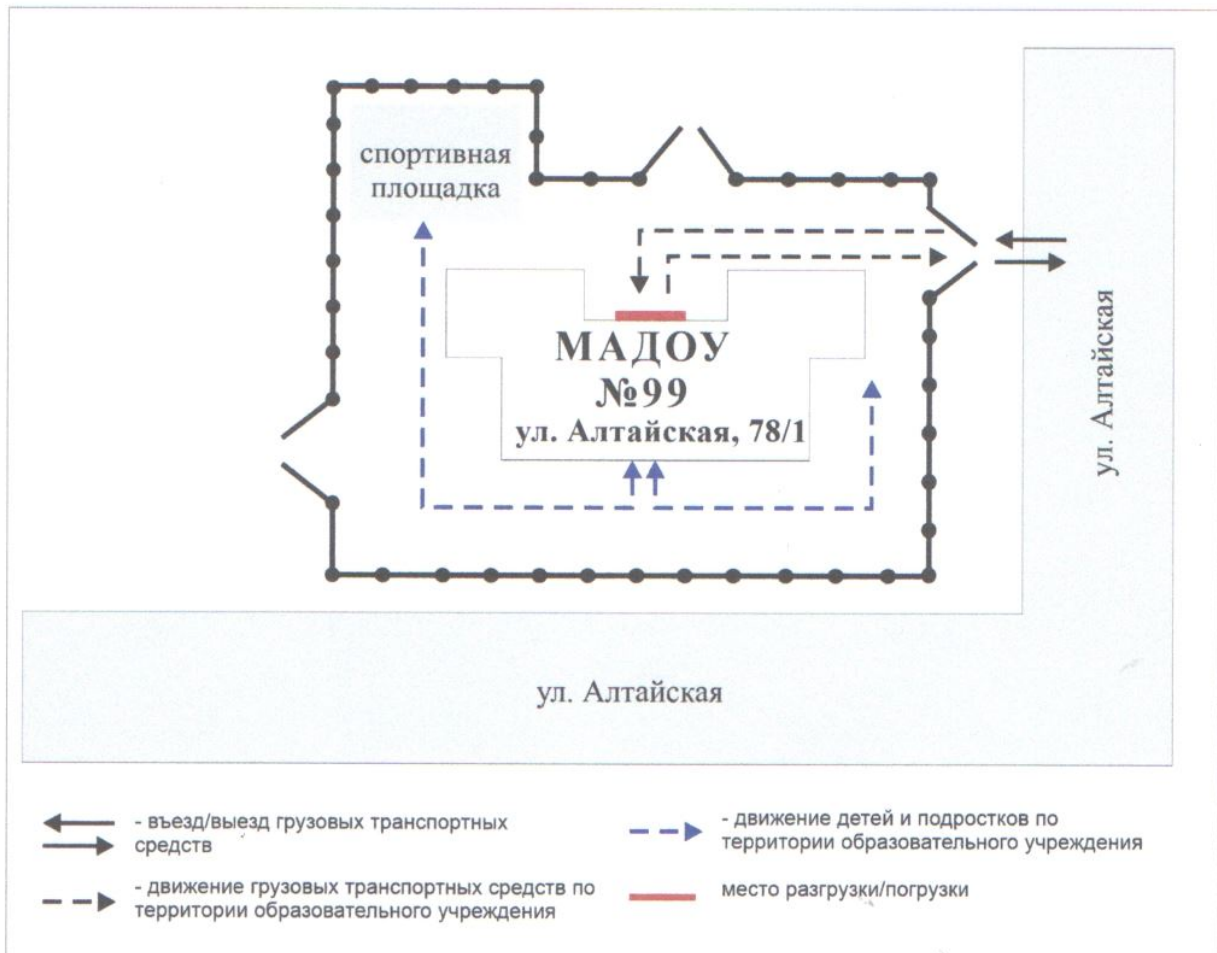 спортивная
площадка
МАДОУ
№99
ул. Алтайская, 78/1
ул. Алтайская
ул. Алтайская
- въезд/выезд грузовых транспортных
средств
- движение грузовых транспортных средств по
территории образовательного учреждения
- движение детей и подростков по
территории образовательного учреждения
место разгрузки/погрузки